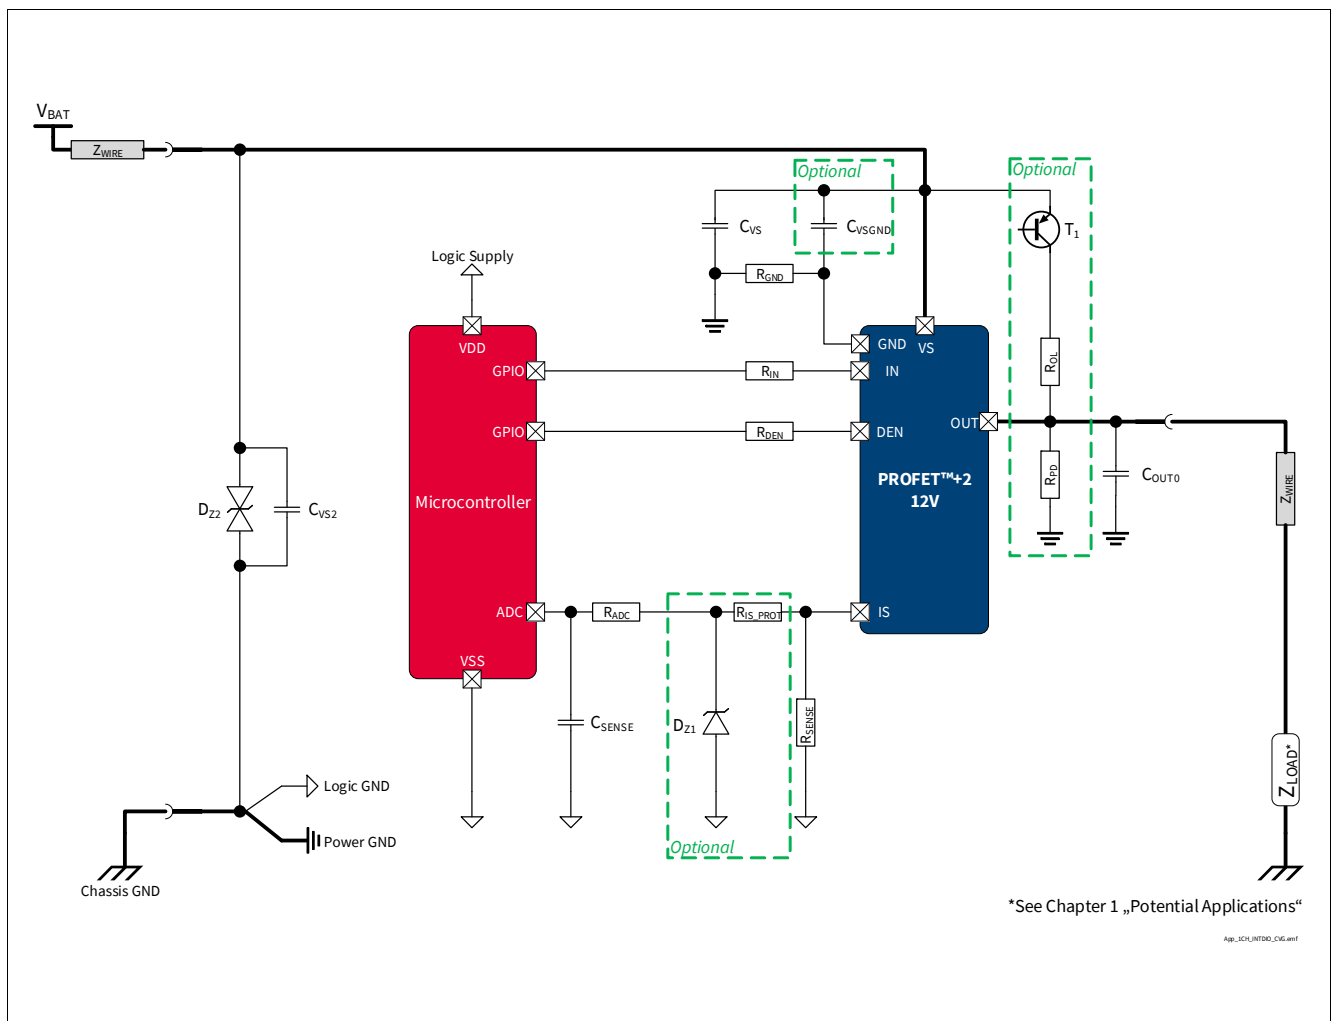 VBAT
ZWIRE
Optional
Optional
CVS
CVSGND
T1
Logic Supply
RGND
VDD
GND
VS
GPIO
RIN
IN
ROL
GPIO
RDEN
DEN
OUT
PROFET™+2
12V
RPD
COUT0
ZWIRE
Microcontroller
DZ2
CVS2
ADC
RADC
RIS_PROT
IS
VSS
CSENSE
DZ1
RSENSE
ZLOAD*
Logic GND
Power GND
Optional
Chassis GND
*See Chapter 1 „Potential Applications“
App_1CH_INTDIO_CVG.emf